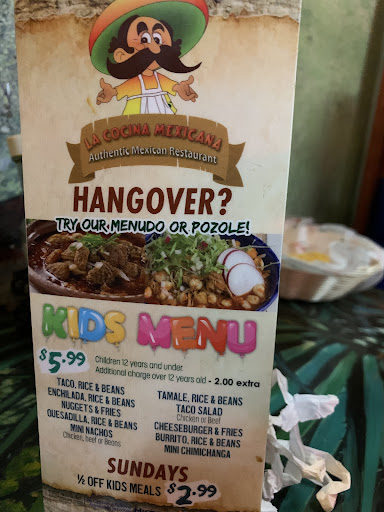 LA COCINA MEXICANA
Authentic Mexican Restaurant
HANGOVER?
TRY OUR MENUDO OR POZOLE!
KIDS MENU
$5.99
Children 12 years and under
Additional charge over 12 years old - 2.00 extra
TACO, RICE & BEANS
ENCHILADA, RICE & BEANS
NUGGETS & FRIES
QUESADILLA, RICE & BEANS
MINI NACHOS
Chicken, beef or Beans
TAMALE, RICE & BEANS
TACO SALAD
Chicken or Beef
CHEESEBURGER & FRIES
BURRITO, RICE & BEANS
MINI CHIMICHANGA
SUNDAYS
½ OFF KIDS MEALS $2.99